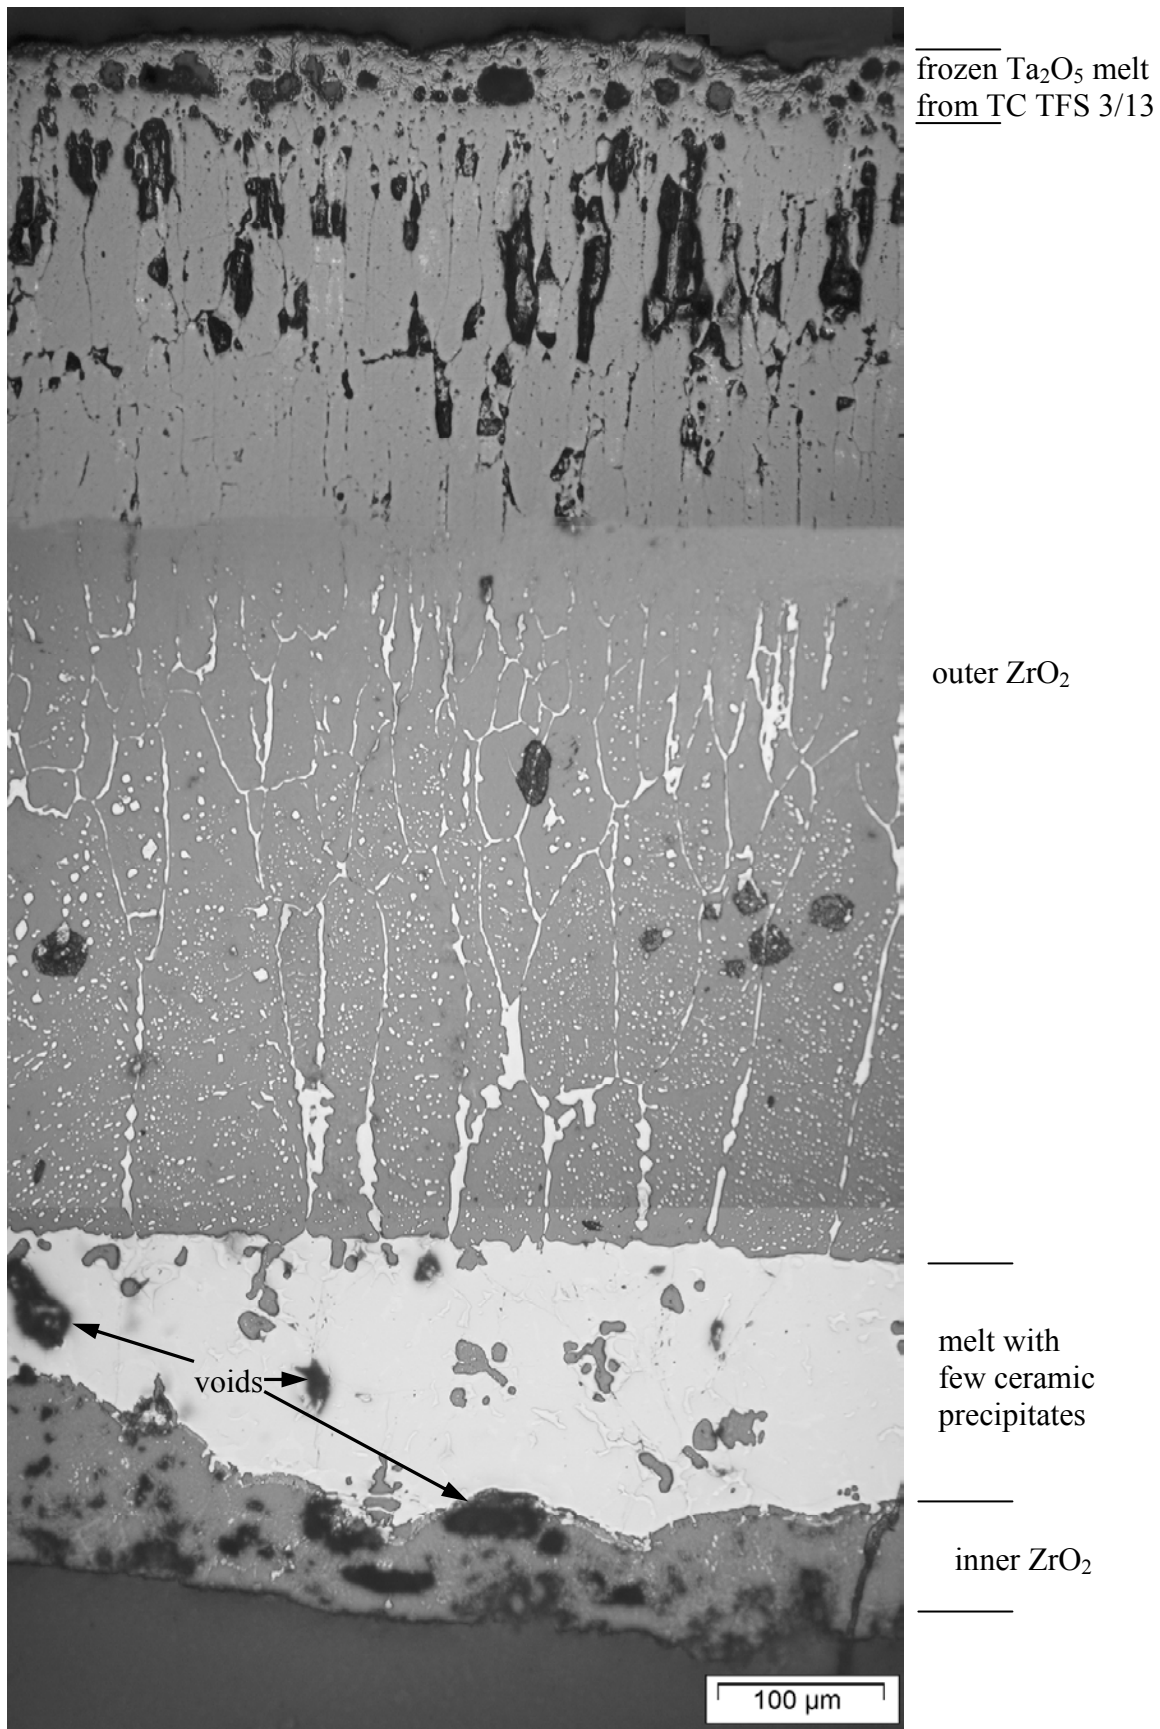 frozen Ta₂O₅ melt
from TC TFS 3/13
outer ZrO₂
melt with
few ceramic
precipitates
voids
inner ZrO₂
100 µm